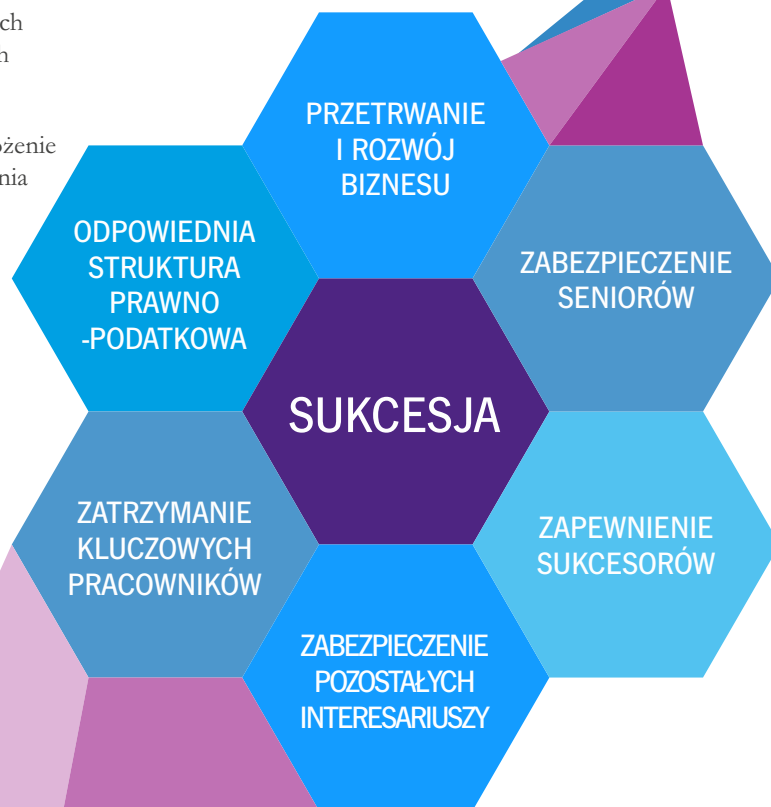 PRZETRWANIE
I ROZWÓJ
BIZNESU
ODPOWIEDNIA
STRUKTURA
PRAWNO
-PODATKOWA
ZABEZPIECZENIE
SENIORÓW
SUKCESJA
ZATRZYMANIE
KLUCZOWYCH
PRACOWNIKÓW
ZAPEWNIENIE
SUKCESORÓW
ZABEZPIECZENIE
POZOSTAŁYCH
INTERESARIUSZY